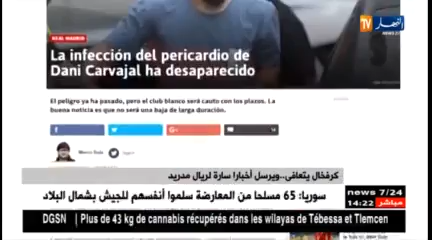 النهار TV
REAL MADRID
La infección del pericardio de
Dani Carvajal ha desaparecido
El peligro ya ha pasado, pero el club blanco será cauto con los plazos. La
buena noticia es que no será una baja de larga duración.
كرفخال يتعافى..ويرسل أخبارا سارة لريال مدريد
سوريا: 65 مسلحا من المعارضة سلموا أنفسهم للجيش بشمال البلاد
news 7/24
14:22 مباشر
DGSN | Plus de 43 kg de cannabis récupérés dans les wilayas de Tébessa et Tlemcen